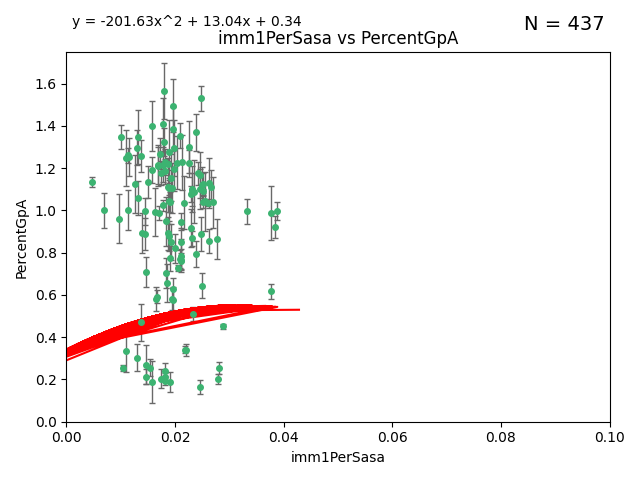 y = -201.63x^2 + 13.04x + 0.34
N = 437
imm1PerSasa vs PercentGpA
PercentGpA
1.6
1.4
1.2
1.0
0.8
0.6
0.4
0.2
0.0
0.00 0.02 0.04 0.06 0.08 0.10
imm1PerSasa